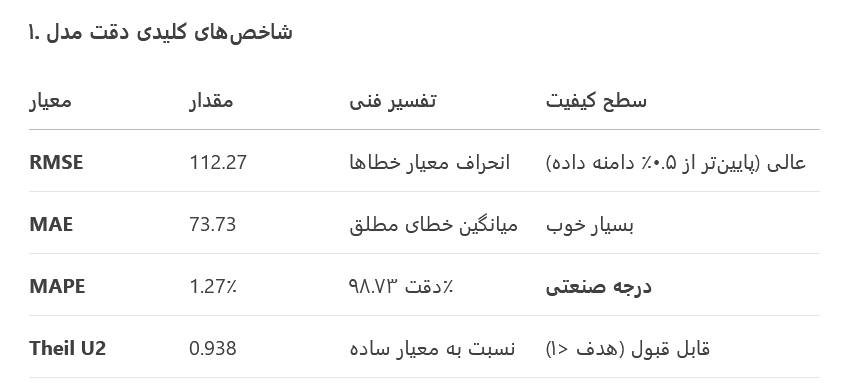 ۱. شاخص‌های کلیدی دقت مدل
معیار	مقدار	تفسیر فنی	سطح کیفیت
RMSE	112.27	انحراف معیار خطاها	عالی (پایین‌تر از ۰.۵٪ دامنه داده)
MAE	73.73	میانگین خطای مطلق	بسیار خوب
MAPE	1.27٪	دقت ۹۸.۷۳٪	درجه صنعتی
Theil U2	0.938	نسبت به معیار ساده	قابل قبول (هدف <۱)